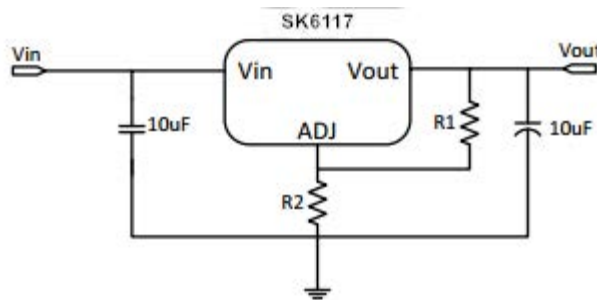 SK6117
Vin
Vout
Vin
Vout
ADJ
10uF
R1
10uF
R2